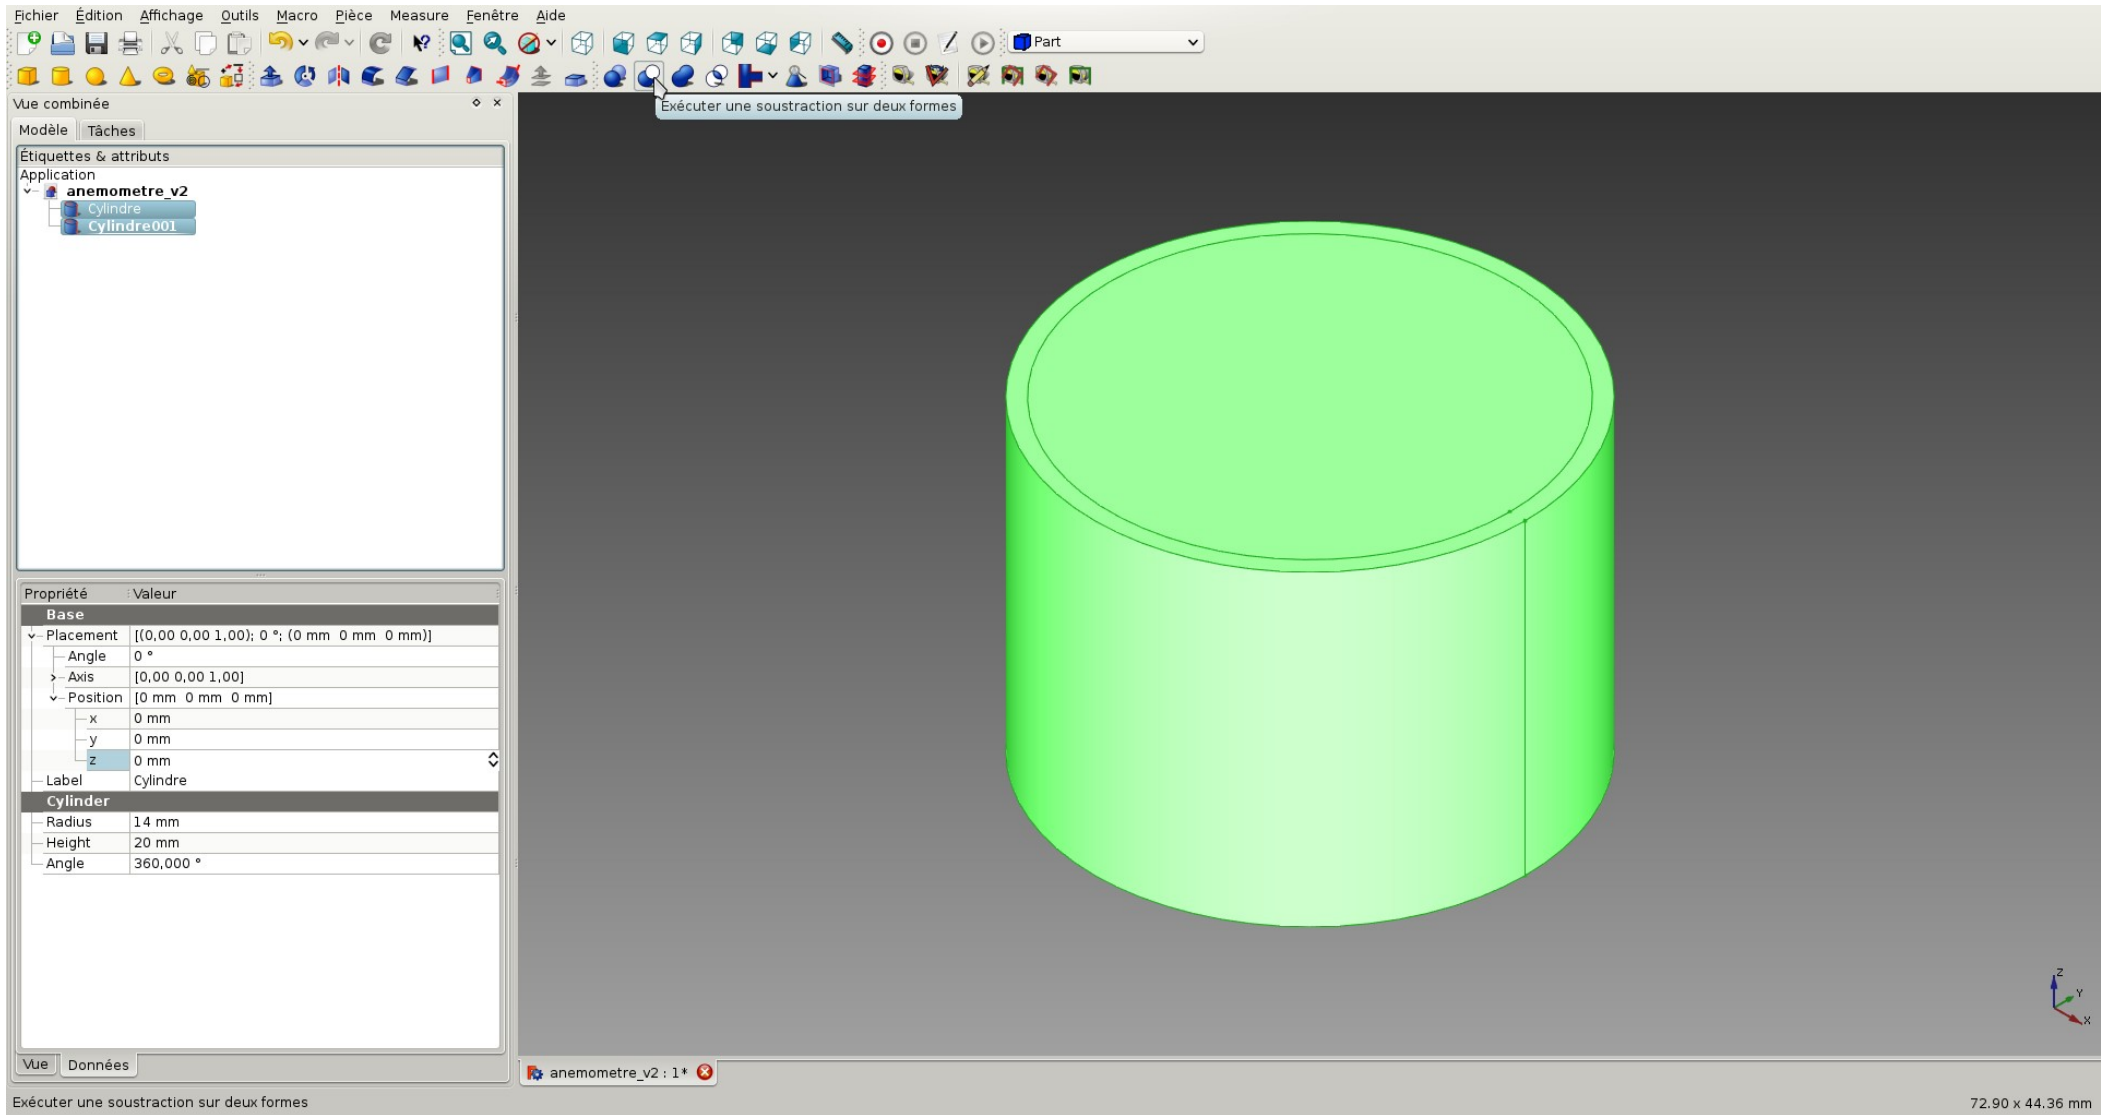 Fichier Édition Affichage Outils Macro Pièce Measure Fenêtre Aide
Part
Exécuter une soustraction sur deux formes
Vue combinée
Modèle Tâches
Étiquettes & attributs
Application
anemometre_v2
Cylindre
Cylindre001
Propriété Valeur
Base
Placement [(0,00 0,00 1,00); 0 °; (0 mm 0 mm 0 mm)]
Angle 0 °
Axis [0,00 0,00 1,00]
Position [0 mm 0 mm 0 mm]
x 0 mm
y 0 mm
z 0 mm
Label Cylindre
Cylinder
Radius 14 mm
Height 20 mm
Angle 360,000 °
Vue Données
Z
Y
X
anemometre_v2 : 1*
Exécuter une soustraction sur deux formes
72.90 x 44.36 mm